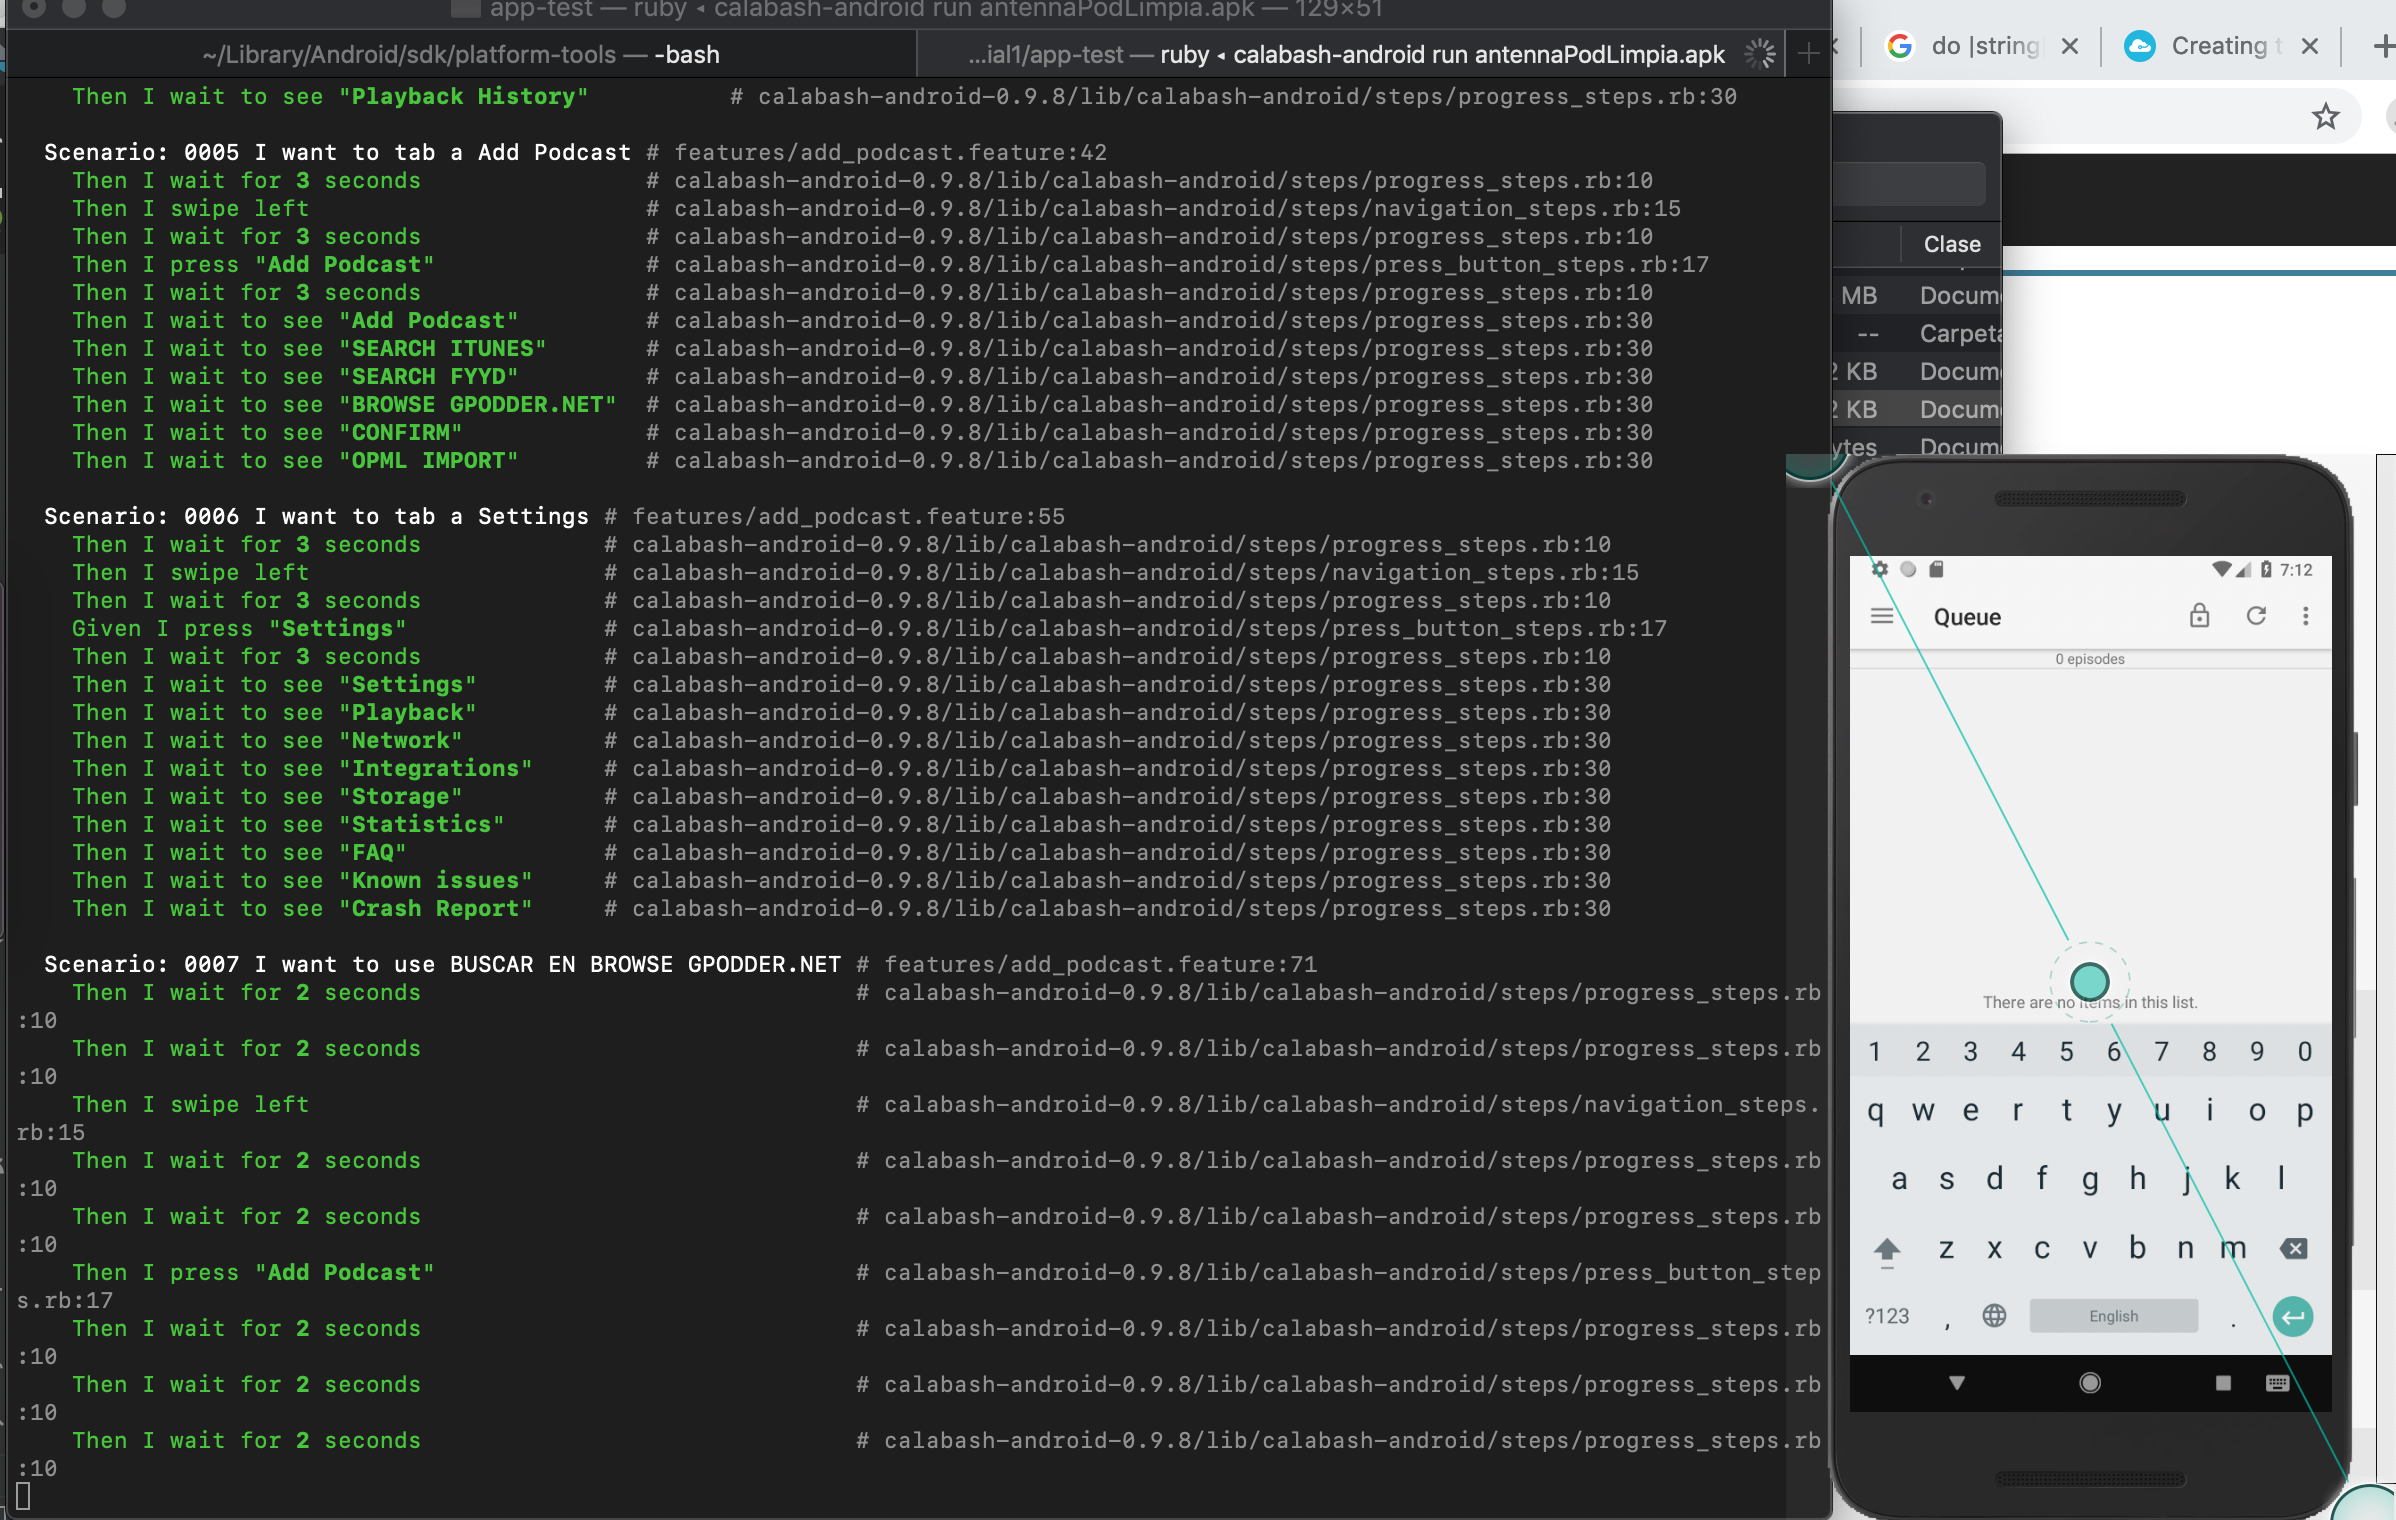 app-test — ruby ◂ calabash-android run antennaPodLimpia.apk — 129×51
~/Library/Android/sdk/platform-tools — -bash
...ial1/app-test — ruby ◂ calabash-android run antennaPodLimpia.apk
do |string
Creating t
Then I wait to see "Playback History" # calabash-android-0.9.8/lib/calabash-android/steps/progress_steps.rb:30
Scenario: 0005 I want to tab a Add Podcast # features/add_podcast.feature:42
Then I wait for 3 seconds # calabash-android-0.9.8/lib/calabash-android/steps/progress_steps.rb:10
Then I swipe left # calabash-android-0.9.8/lib/calabash-android/steps/navigation_steps.rb:15
Then I wait for 3 seconds # calabash-android-0.9.8/lib/calabash-android/steps/progress_steps.rb:10
Then I press "Add Podcast" # calabash-android-0.9.8/lib/calabash-android/steps/press_button_steps.rb:17
Then I wait for 3 seconds # calabash-android-0.9.8/lib/calabash-android/steps/progress_steps.rb:10
Then I wait to see "Add Podcast" # calabash-android-0.9.8/lib/calabash-android/steps/progress_steps.rb:30
Then I wait to see "SEARCH ITUNES" # calabash-android-0.9.8/lib/calabash-android/steps/progress_steps.rb:30
Then I wait to see "SEARCH FYYD" # calabash-android-0.9.8/lib/calabash-android/steps/progress_steps.rb:30
Then I wait to see "BROWSE GPODDER.NET" # calabash-android-0.9.8/lib/calabash-android/steps/progress_steps.rb:30
Then I wait to see "CONFIRM" # calabash-android-0.9.8/lib/calabash-android/steps/progress_steps.rb:30
Then I wait to see "OPML IMPORT" # calabash-android-0.9.8/lib/calabash-android/steps/progress_steps.rb:30
Scenario: 0006 I want to tab a Settings # features/add_podcast.feature:55
Then I wait for 3 seconds # calabash-android-0.9.8/lib/calabash-android/steps/progress_steps.rb:10
Then I swipe left # calabash-android-0.9.8/lib/calabash-android/steps/navigation_steps.rb:15
Then I wait for 3 seconds # calabash-android-0.9.8/lib/calabash-android/steps/progress_steps.rb:10
Given I press "Settings" # calabash-android-0.9.8/lib/calabash-android/steps/press_button_steps.rb:17
Then I wait for 3 seconds # calabash-android-0.9.8/lib/calabash-android/steps/progress_steps.rb:10
Then I wait to see "Settings" # calabash-android-0.9.8/lib/calabash-android/steps/progress_steps.rb:30
Then I wait to see "Playback" # calabash-android-0.9.8/lib/calabash-android/steps/progress_steps.rb:30
Then I wait to see "Network" # calabash-android-0.9.8/lib/calabash-android/steps/progress_steps.rb:30
Then I wait to see "Integrations" # calabash-android-0.9.8/lib/calabash-android/steps/progress_steps.rb:30
Then I wait to see "Storage" # calabash-android-0.9.8/lib/calabash-android/steps/progress_steps.rb:30
Then I wait to see "Statistics" # calabash-android-0.9.8/lib/calabash-android/steps/progress_steps.rb:30
Then I wait to see "FAQ" # calabash-android-0.9.8/lib/calabash-android/steps/progress_steps.rb:30
Then I wait to see "Known issues" # calabash-android-0.9.8/lib/calabash-android/steps/progress_steps.rb:30
Then I wait to see "Crash Report" # calabash-android-0.9.8/lib/calabash-android/steps/progress_steps.rb:30
Scenario: 0007 I want to use BUSCAR EN BROWSE GPODDER.NET # features/add_podcast.feature:71
Then I wait for 2 seconds # calabash-android-0.9.8/lib/calabash-android/steps/progress_steps.rb
:10
Then I wait for 2 seconds # calabash-android-0.9.8/lib/calabash-android/steps/progress_steps.rb
:10
Then I swipe left # calabash-android-0.9.8/lib/calabash-android/steps/navigation_steps.
rb:15
Then I wait for 2 seconds # calabash-android-0.9.8/lib/calabash-android/steps/progress_steps.rb
:10
Then I wait for 2 seconds # calabash-android-0.9.8/lib/calabash-android/steps/progress_steps.rb
:10
Then I press "Add Podcast" # calabash-android-0.9.8/lib/calabash-android/steps/press_button_step
s.rb:17
Then I wait for 2 seconds # calabash-android-0.9.8/lib/calabash-android/steps/progress_steps.rb
:10
Then I wait for 2 seconds # calabash-android-0.9.8/lib/calabash-android/steps/progress_steps.rb
:10
Then I wait for 2 seconds # calabash-android-0.9.8/lib/calabash-android/steps/progress_steps.rb
:10
Clase
MB Docum
-- Carpeta
2 KB Docum
2 KB Docum
ytes Docum
7:12
Queue
0 episodes
There are no items in this list.
1 2 3 4 5 6 7 8 9 0
q w e r t y u i o p
a s d f g h j k l
z x c v b n m
?123 , English .